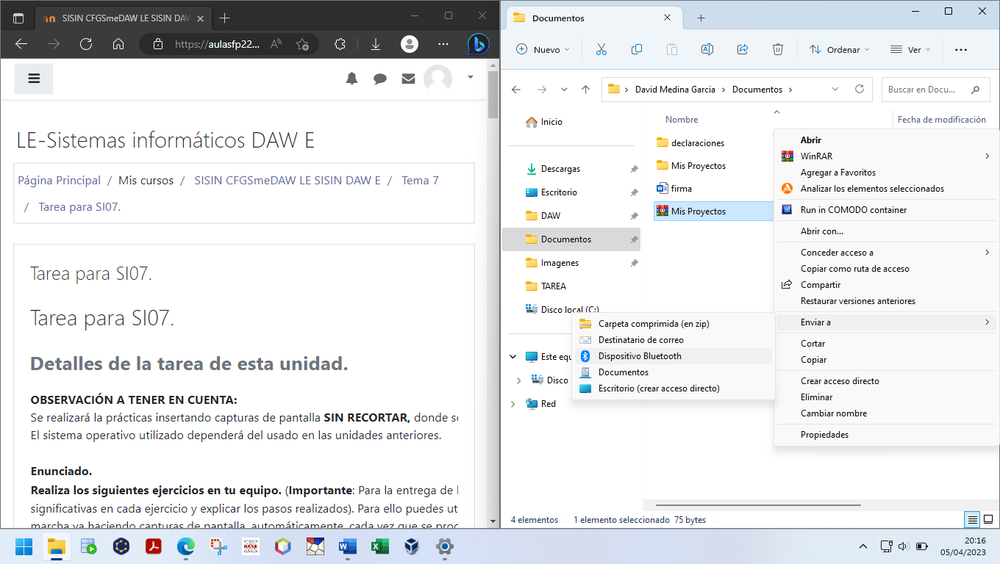 SISIN CFGSmeDAW LE SISIN DAW
https://aulasfp22...
LE-Sistemas informáticos DAW E
Página Principal / Mis cursos / SISIN CFGSmeDAW LE SISIN DAW E / Tema 7
/ Tarea para SI07.
Tarea para SI07.
Tarea para SI07.
Detalles de la tarea de esta unidad.
OBSERVACIÓN A TENER EN CUENTA:
Se realizará la prácticas insertando capturas de pantalla SIN RECORTAR, donde
El sistema operativo utilizado dependerá del usado en las unidades anteriores.
Enunciado.
Realiza los siguientes ejercicios en tu equipo. (Importante: Para la entrega de
significativas en cada ejercicio y explicar los pasos realizados). Para ello puedes ut
marcha va haciendo capturas de pantalla, automáticamente, cada vez que se
Documentos
Nuevo
Ordenar
Ver
David Medina Garcia > Documentos >
Buscar en Docu...
Inicio
Descargas
Escritorio
DAW
Documentos
Imagenes
TAREA
Disco local (C:)
Este equ
Disco
Red
Nombre
Fecha de modificación
declaraciones
Mis Proyectos
firma
Mis Proyectos
Abrir
WinRAR
Agregar a Favoritos
Analizar los elementos seleccionados
Run in COMODO container
Abrir con...
Conceder acceso a
Copiar como ruta de acceso
Compartir
Restaurar versiones anteriores
Enviar a
Cortar
Copiar
Crear acceso directo
Eliminar
Cambiar nombre
Propiedades
Carpeta comprimida (en zip)
Destinatario de correo
Dispositivo Bluetooth
Documentos
Escritorio (crear acceso directo)
4 elementos
1 elemento seleccionado 75 bytes
20:16
05/04/2023